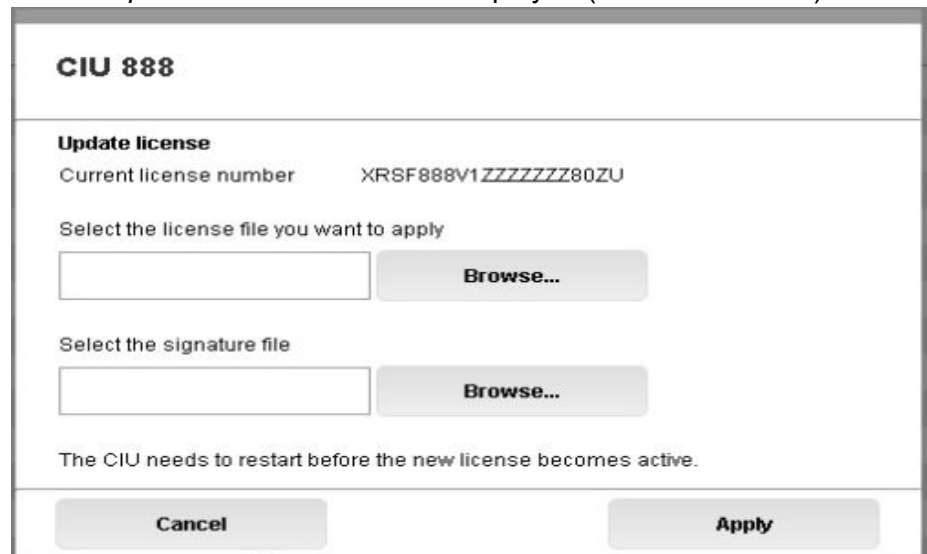 CIU 888
Update license
Current license number XRSF888V1ZZZZZZZ80ZU
Select the license file you want to apply
Browse...
Select the signature file
Browse...
The CIU needs to restart before the new license becomes active.
Cancel Apply